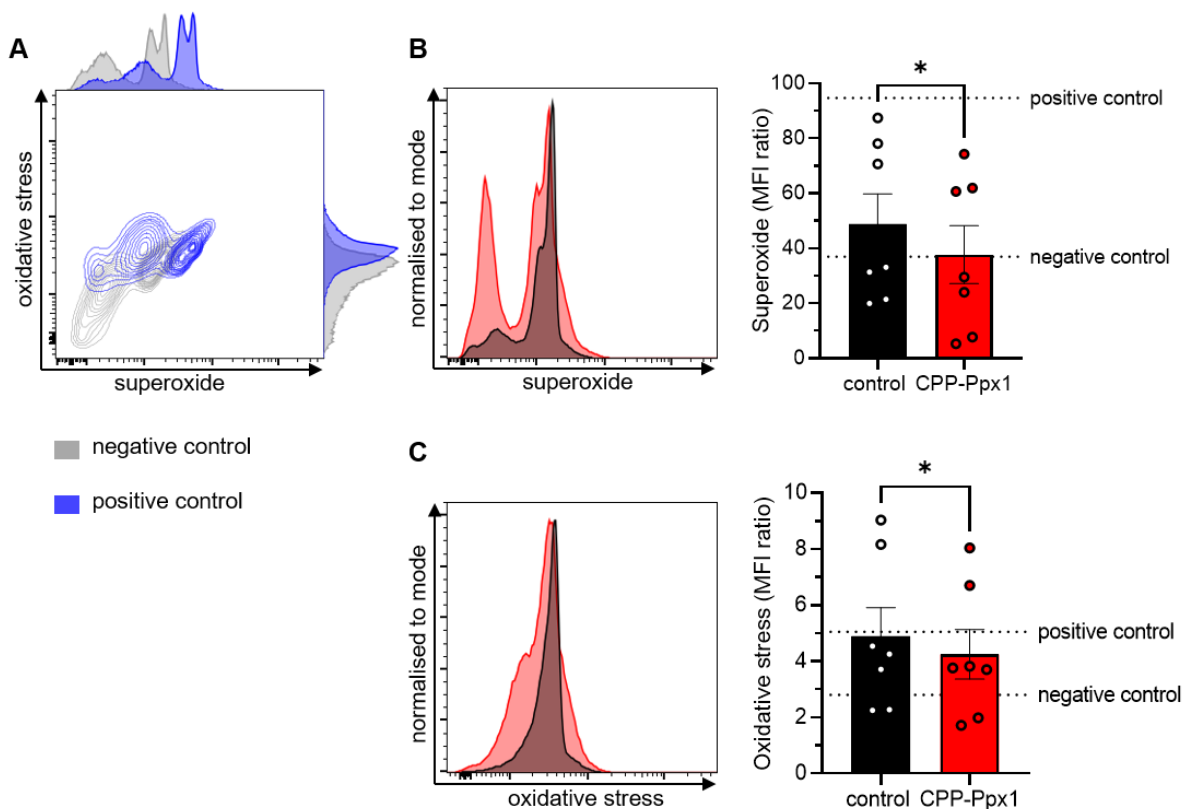 A
oxidative stress
superoxide
negative control
positive control
B
normalised to mode
superoxide
Superoxide (MFI ratio)
100
80
60
40
20
0
*
positive control
negative control
control
CPP-Ppx1
C
normalised to mode
oxidative stress
Oxidative stress (MFI ratio)
10
8
6
4
2
0
*
positive control
negative control
control
CPP-Ppx1